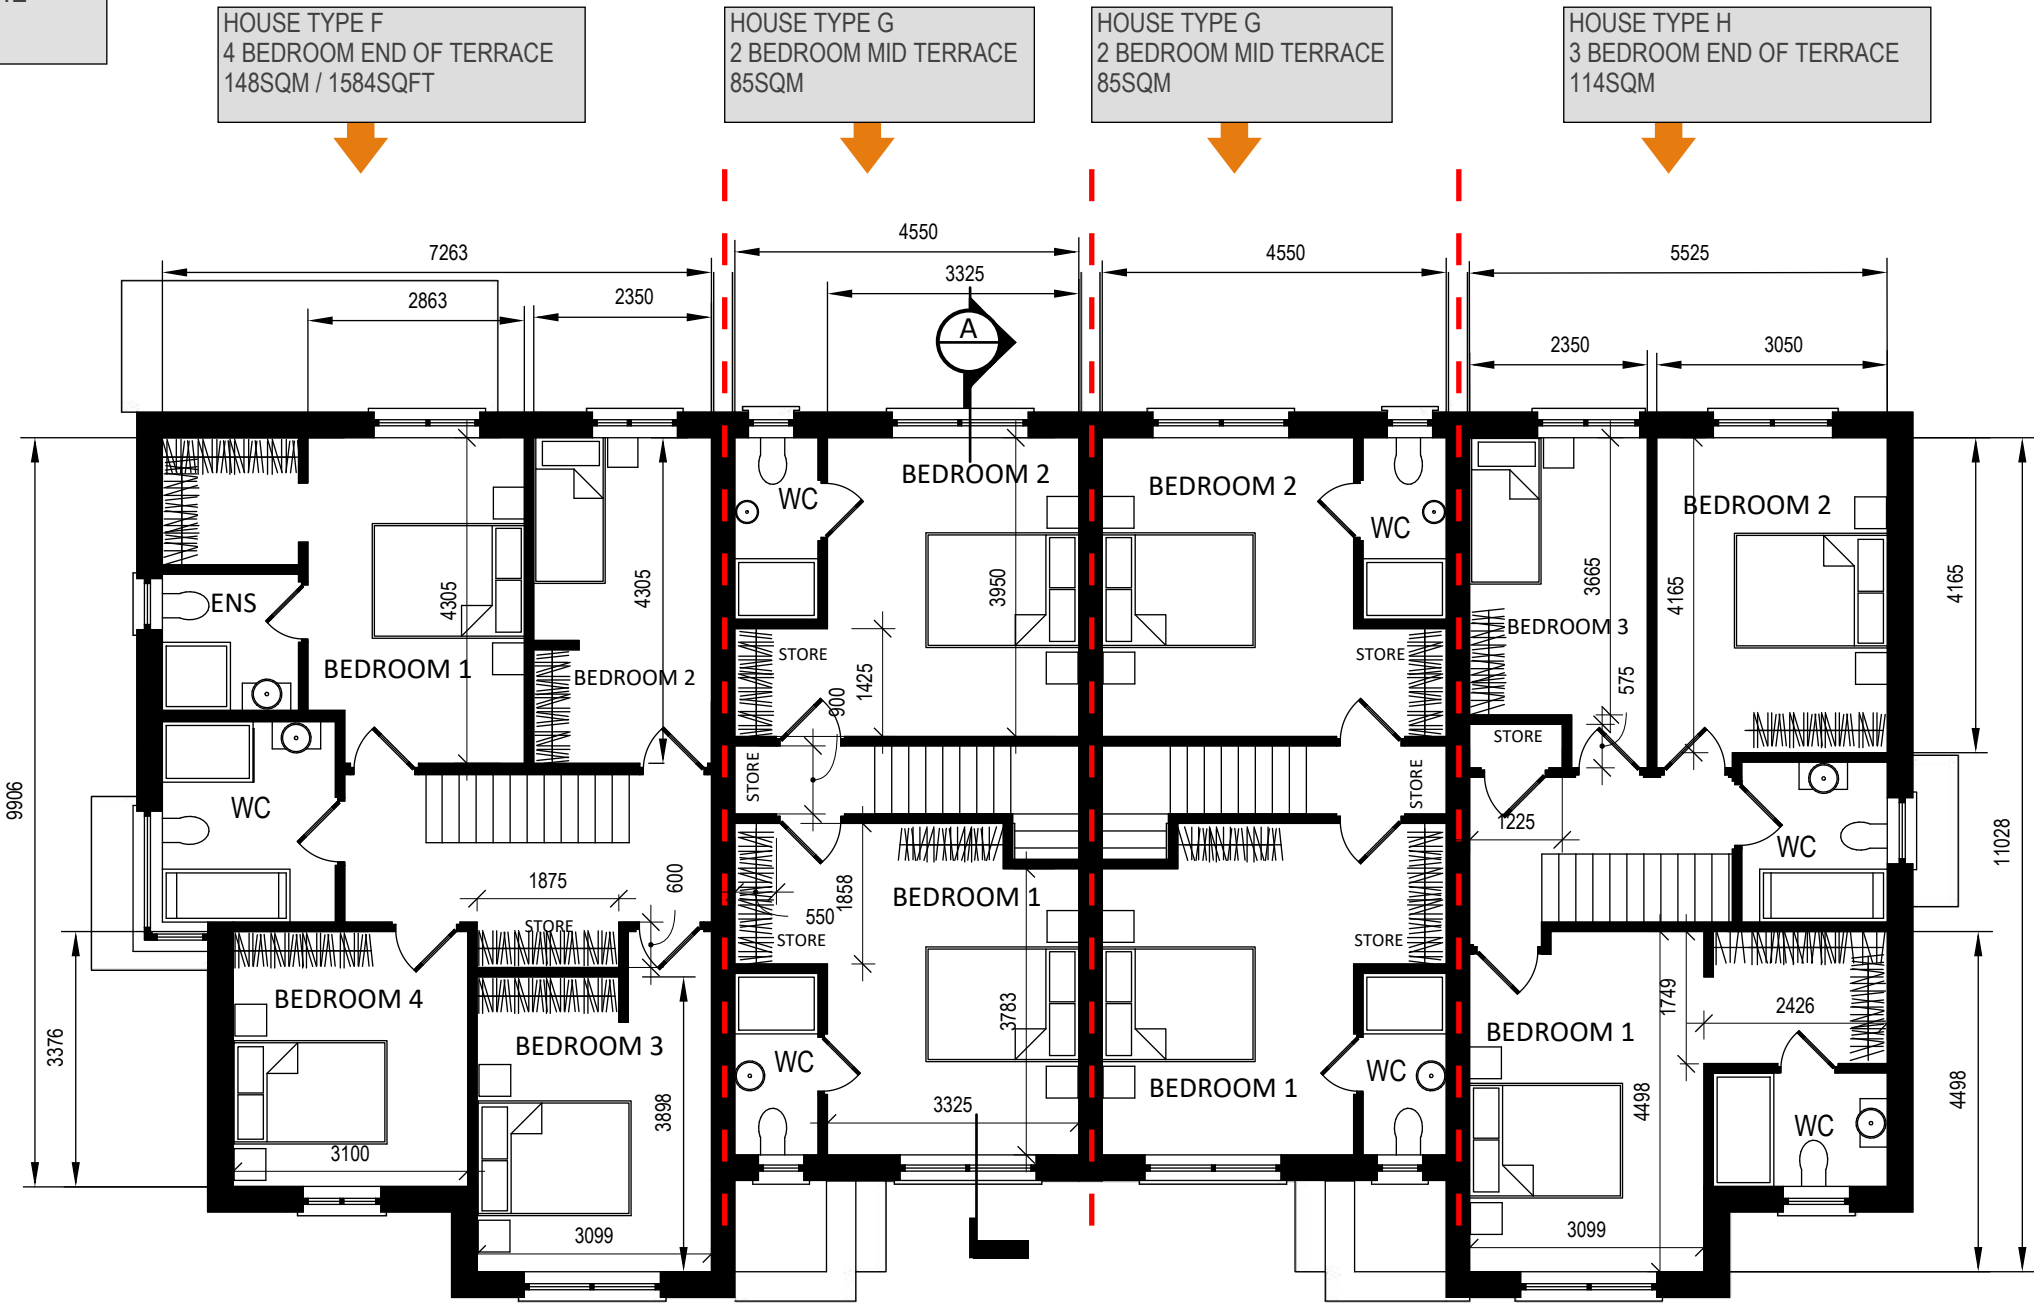 HOUSE TYPE F
4 BEDROOM END OF TERRACE
148SQM / 1584SQFT
HOUSE TYPE G
2 BEDROOM MID TERRACE
85SQM
HOUSE TYPE G
2 BEDROOM MID TERRACE
85SQM
HOUSE TYPE H
3 BEDROOM END OF TERRACE
114SQM
7263
4550
4550
5525
2863
2350
3325
2350
3050
A
BEDROOM 2
BEDROOM 2
BEDROOM 2
WC
WC
ENS
4305
4305
3950
3665
4165
4165
BEDROOM 1
BEDROOM 2
STORE
STORE
BEDROOM 3
1425
900
575
STORE
STORE
STORE
9906
WC
WC
1225
11028
1875
600
STORE
550
1858
BEDROOM 1
STORE
STORE
BEDROOM 4
BEDROOM 3
3783
1749
2426
BEDROOM 1
3376
WC
WC
BEDROOM 1
3898
3325
4498
4498
WC
3100
3099
3099